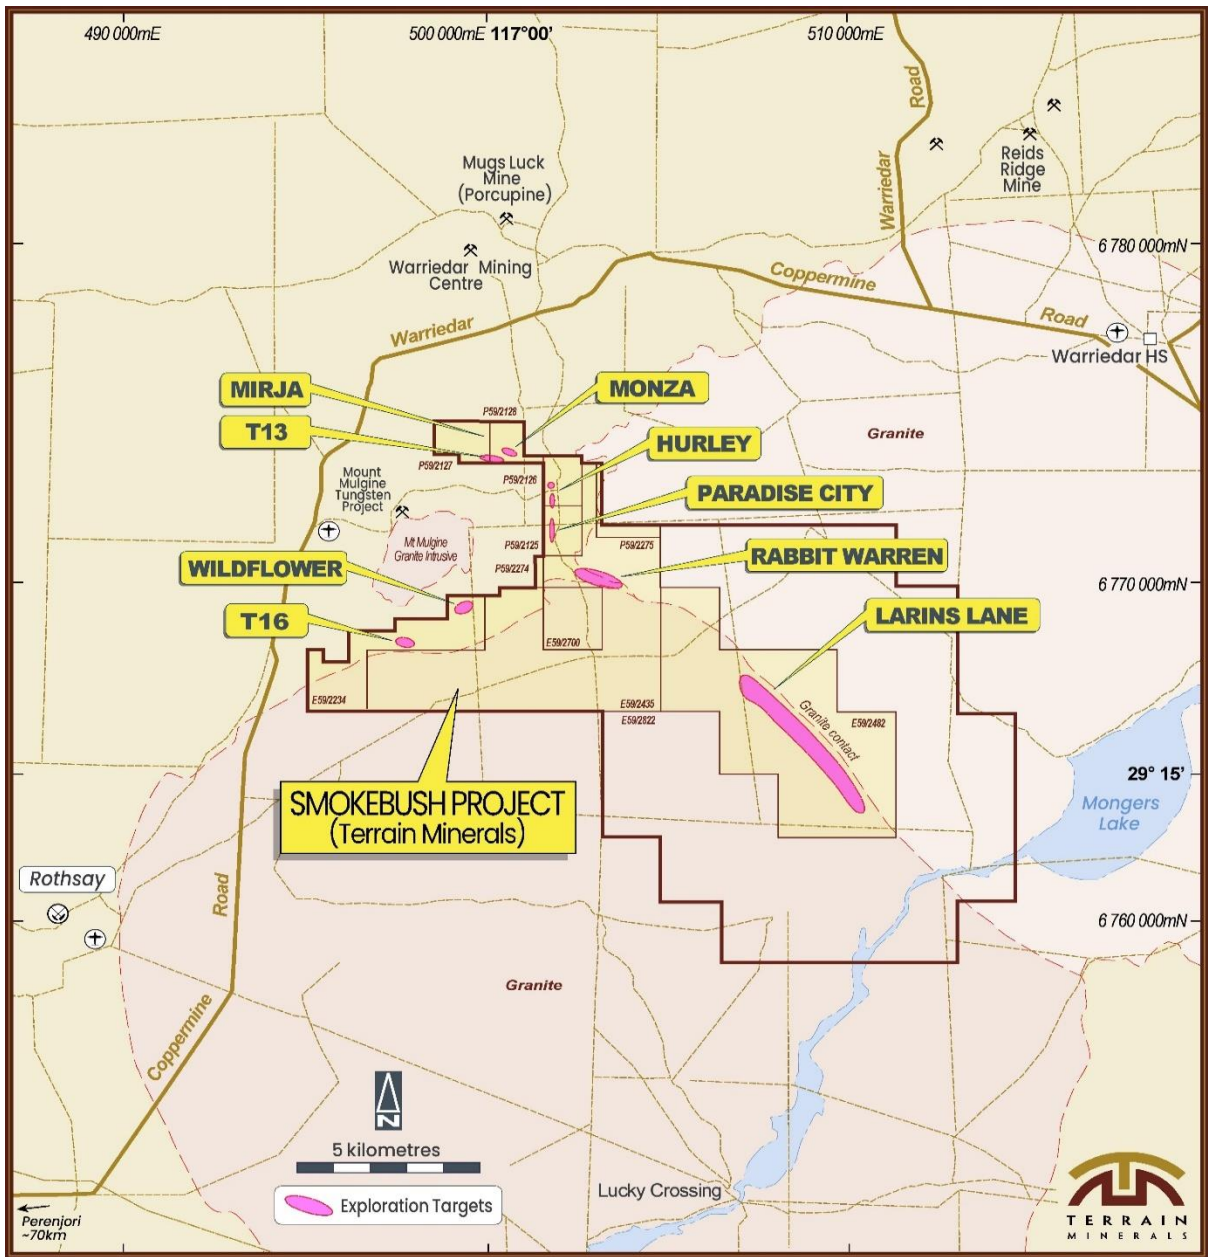 490 000mE
500 000mE 117°00'
510 000mE
Road
Warriedar
Reids
Ridge
Mine
Mugs Luck
Mine
(Porcupine)
Warriedar Mining
Centre
6 780 000mN
Coppermine
Road
Warriedar
Warriedar HS
MIRJA
MONZA
P59/2128
T13
HURLEY
Granite
P59/2127
P59/2126
Mount
Mulgine
Tungsten
Project
PARADISE CITY
Mt Mulgine
Granite Intrusive
P59/2125
P59/2275
RABBIT WARREN
P59/2274
WILDFLOWER
6 770 000mN
T16
LARINS LANE
E59/2700
E59/2234
E59/2435
E59/2822
Granite
contact
E59/2482
29° 15'
SMOKEBUSH PROJECT
(Terrain Minerals)
Mongers
Lake
Rothsay
Road
6 760 000mN
Granite
Coppermine
N
5 kilometres
Exploration Targets
Lucky Crossing
Perenjori
~70km
TERRAIN
MINERALS